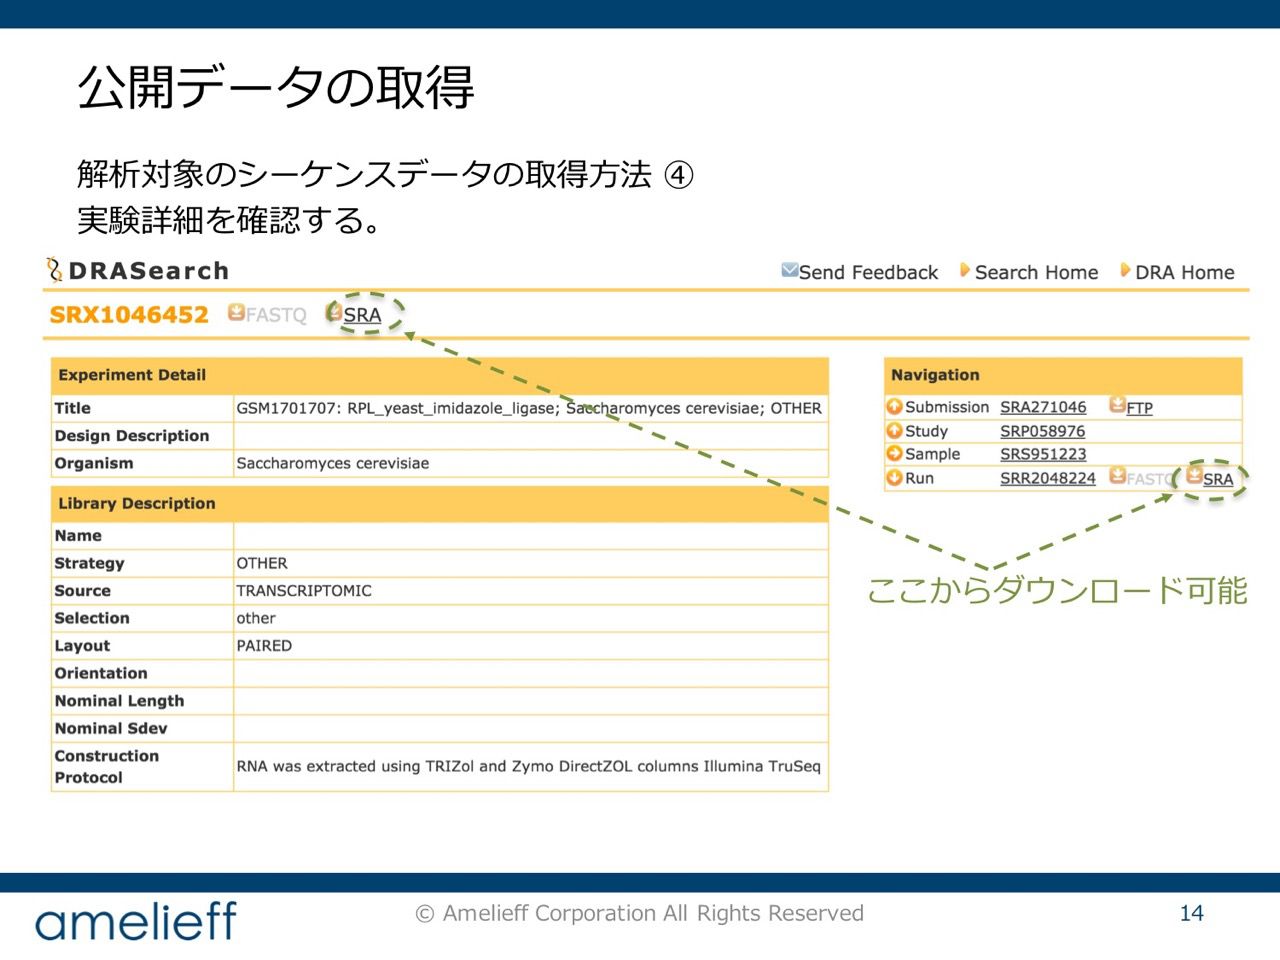 公開データの取得
解析対象のシーケンスデータの取得方法 ④
実験詳細を確認する。
DRASearch
Send Feedback Search Home DRA Home
SRX1046452 FASTQ SRA
Experiment Detail
Title GSM1701707: RPL_yeast_imidazole_ligase; Saccharomyces cerevisiae; OTHER
Design Description
Organism Saccharomyces cerevisiae
Library Description
Name
Strategy OTHER
Source TRANSCRIPTOMIC
Selection other
Layout PAIRED
Orientation
Nominal Length
Nominal Sdev
Construction
Protocol
RNA was extracted using TRIZol and Zymo DirectZOL columns Illumina TruSeq
Navigation
Submission SRA271046 FTP
Study SRP058976
Sample SRS951223
Run SRR2048224 FASTQ SRA
ここからダウンロード可能
amelieff
© Amelieff Corporation All Rights Reserved
14